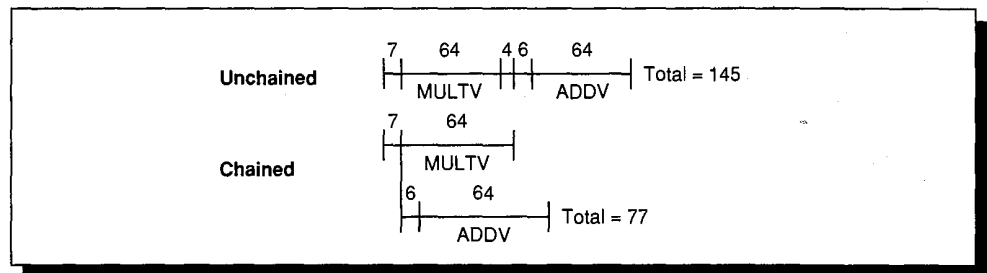 7 64 4 6 64
Unchained Total = 145
MULTV ADDV
7 64
Chained MULTV
6 64
Total = 77
ADDV